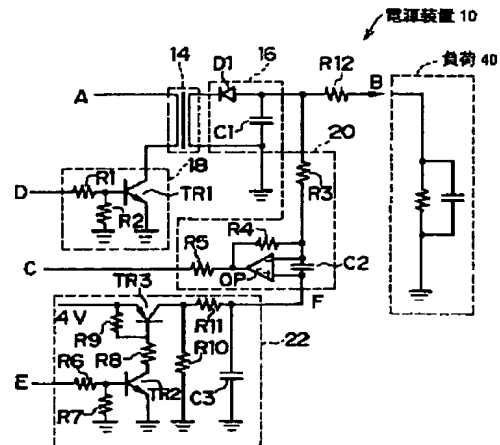 電源装置 10
負荷 40
14
D1
16
R12
B
A
C1
20
18
R3
D
R1
TR1
R2
R4
R5
C
OP
C2
TR3
F
4V
R11
R9
R8
R10
22
R6
E
TR2
C3
R7